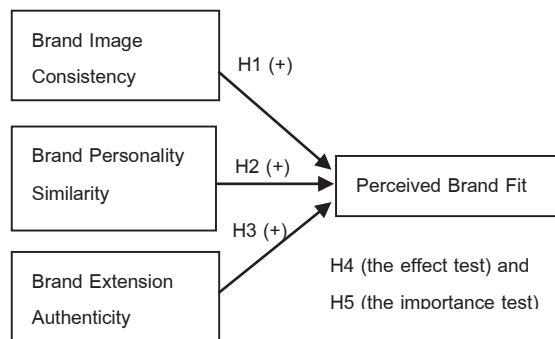 Brand Image
Consistency
H1 (+)
Brand Personality
Similarity
H2 (+)
Perceived Brand Fit
H3 (+)
Brand Extension
Authenticity
H4 (the effect test) and
H5 (the importance test)